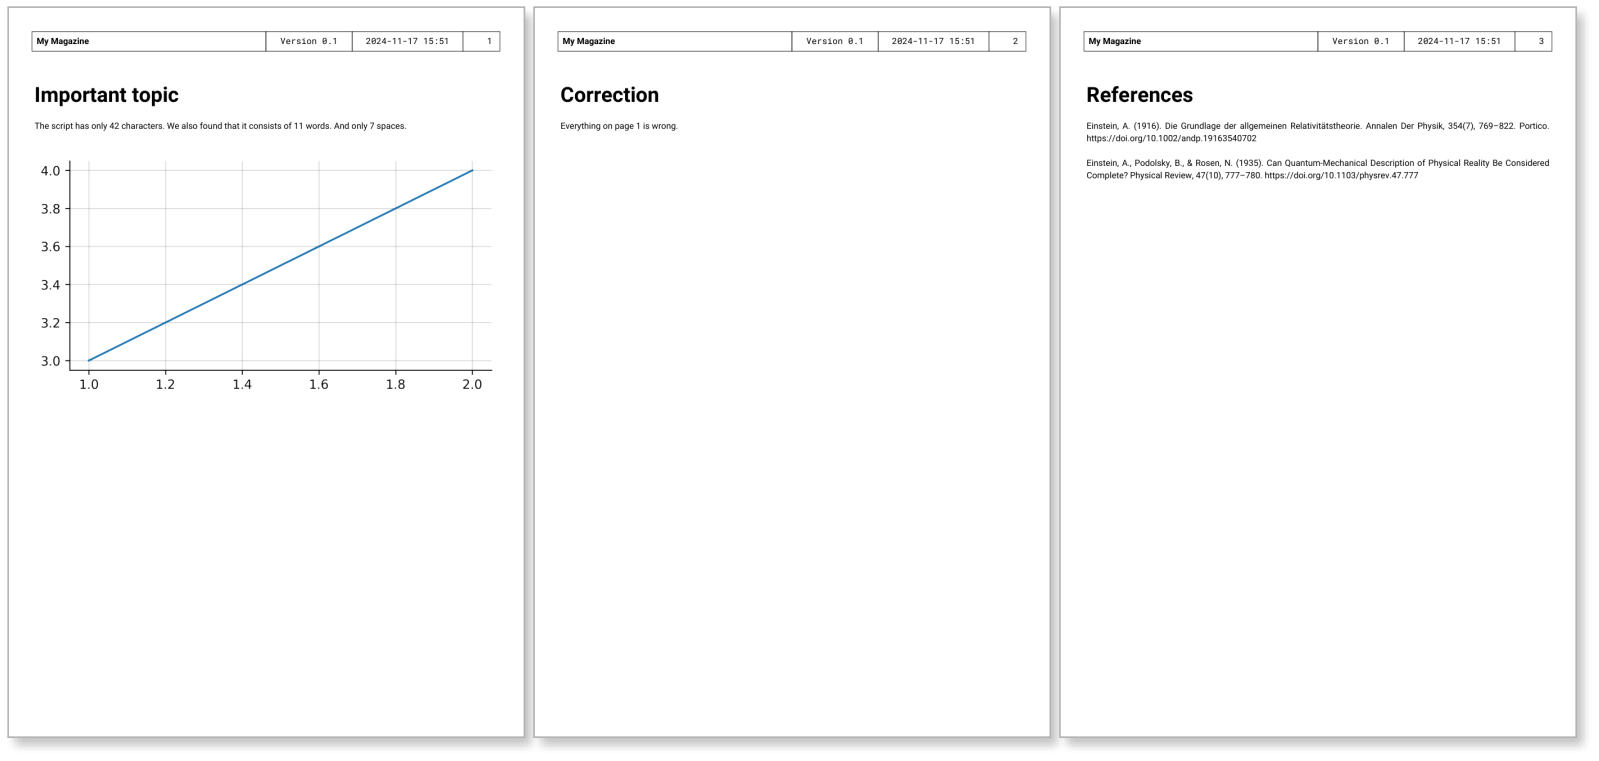 My Magazine Version 0.1 2024-11-17 15:51 1
Important topic
The script has only 42 characters. We also found that it consists of 11 words. And only 7 spaces.
4.0
3.8
3.6
3.4
3.2
3.0
1.0 1.2 1.4 1.6 1.8 2.0
My Magazine Version 0.1 2024-11-17 15:51 2
Correction
Everything on page 1 is wrong.
My Magazine Version 0.1 2024-11-17 15:51 3
References
Einstein, A. (1916). Die Grundlage der allgemeinen Relativitätstheorie. Annalen Der Physik, 354(7), 769–822. Portico.
https://doi.org/10.1002/andp.19163540702
Einstein, A., Podolsky, B., & Rosen, N. (1935). Can Quantum-Mechanical Description of Physical Reality Be Considered
Complete? Physical Review, 47(10), 777–780. https://doi.org/10.1103/physrev.47.777